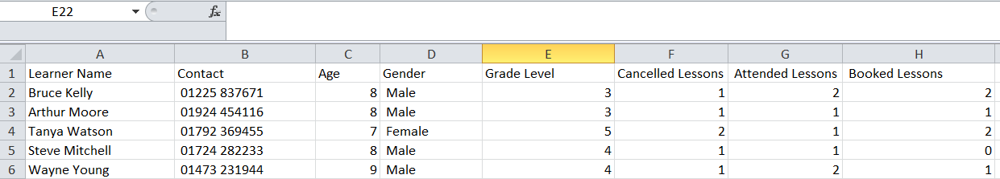 E22 fx
A B C D E F G H
1 Learner Name Contact Age Gender Grade Level Cancelled Lessons Attended Lessons Booked Lessons
2 Bruce Kelly 01225 837671 8 Male 3 1 2 2
3 Arthur Moore 01924 454116 8 Male 3 1 1 1
4 Tanya Watson 01792 369455 7 Female 5 2 1 2
5 Steve Mitchell 01724 282233 8 Male 4 1 1 0
6 Wayne Young 01473 231944 9 Male 4 1 2 1